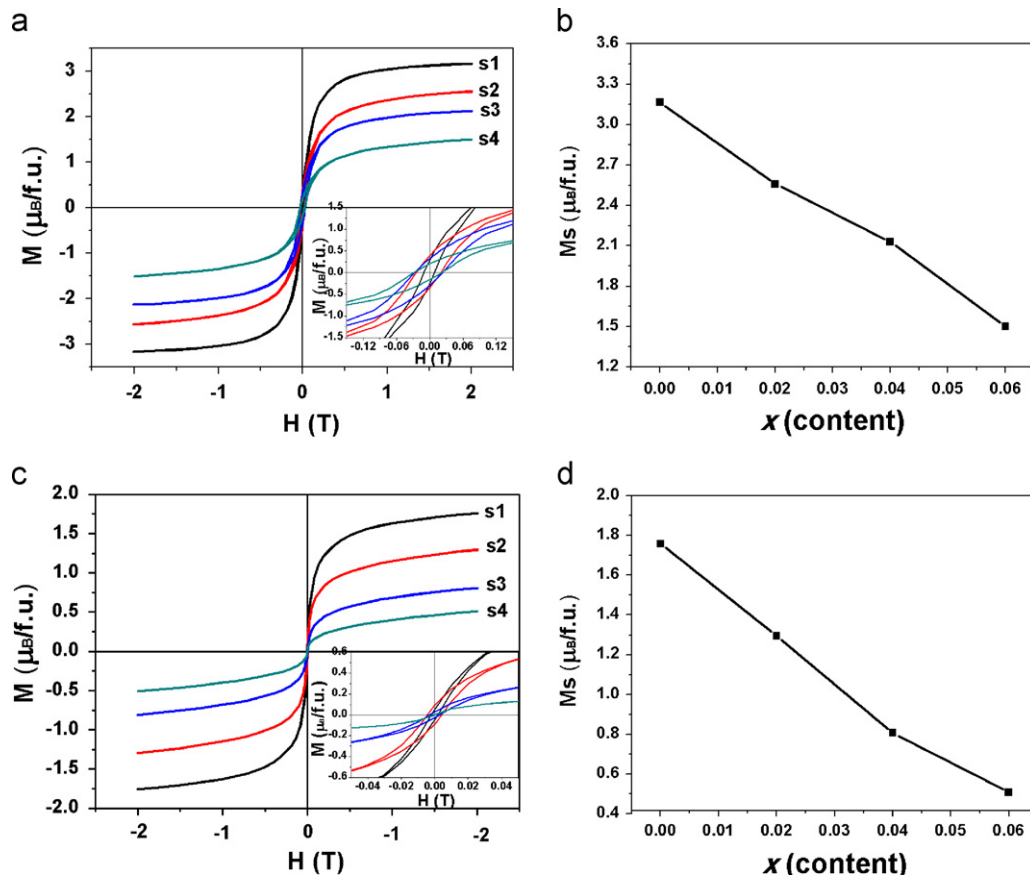 a
M (μB/f.u.)
3
2
1
0
-1
-2
-3
s1
s2
s3
s4
-2
-1
0
1
2
H (T)
M (μB/f.u.)
1.5
1.0
0.5
0.0
-0.5
-1.0
-1.5
-0.12 -0.06 0.00 0.06 0.12
H (T)
b
Ms (μB/f.u.)
3.6
3.3
3.0
2.7
2.4
2.1
1.8
1.5
1.2
0.00 0.01 0.02 0.03 0.04 0.05 0.06
x (content)
c
M (μB/f.u.)
2.0
1.5
1.0
0.5
0.0
-0.5
-1.0
-1.5
-2.0
s1
s2
s3
s4
-2 -1 0 -1 -2
H (T)
M (μB/f.u.)
0.6
0.4
0.2
0.0
-0.2
-0.4
-0.6
-0.04 -0.02 0.00 0.02 0.04
H (T)
d
Ms (μB/f.u.)
2.0
1.8
1.6
1.4
1.2
1.0
0.8
0.6
0.4
0.00 0.01 0.02 0.03 0.04 0.05 0.06
x (content)